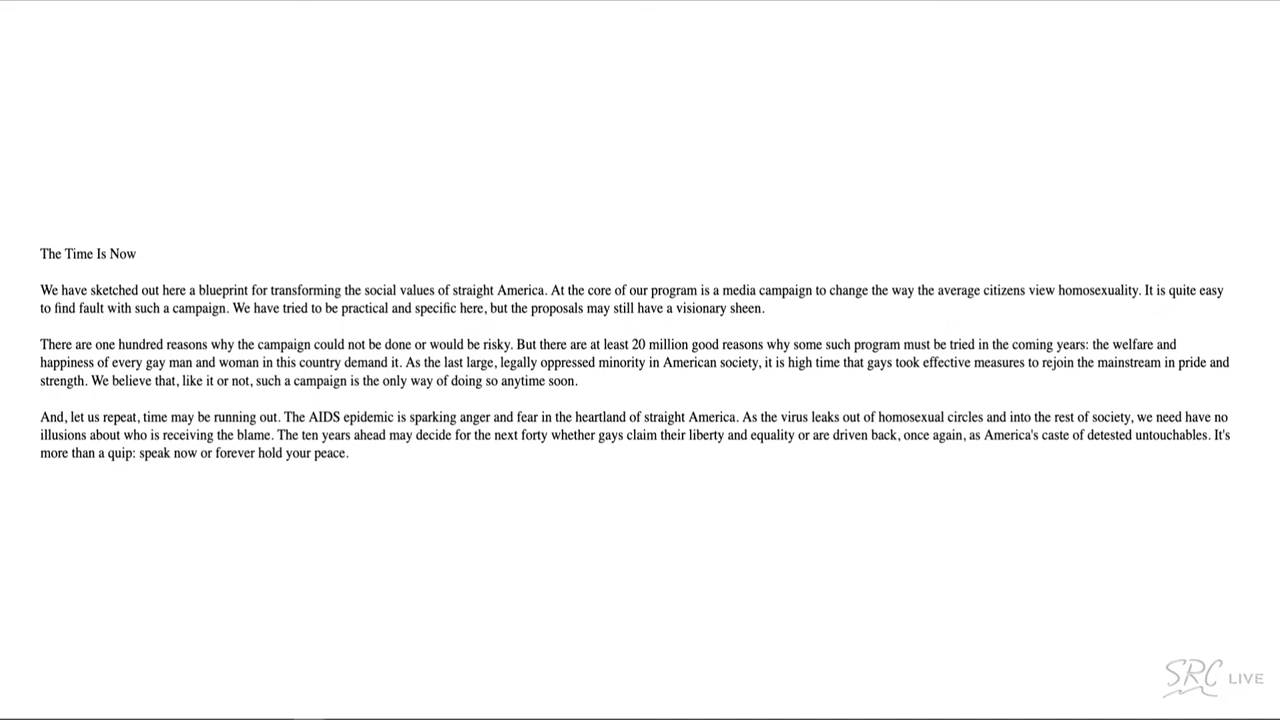 The Time Is Now
We have sketched out here a blueprint for transforming the social values of straight America. At the core of our program is a media campaign to change the way the average citizens view homosexuality. It is quite easy
to find fault with such a campaign. We have tried to be practical and specific here, but the proposals may still have a visionary sheen.
There are one hundred reasons why the campaign could not be done or would be risky. But there are at least 20 million good reasons why some such program must be tried in the coming years: the welfare and
happiness of every gay man and woman in this country demand it. As the last large, legally oppressed minority in American society, it is high time that gays took effective measures to rejoin the mainstream in pride and
strength. We believe that, like it or not, such a campaign is the only way of doing so anytime soon.
And, let us repeat, time may be running out. The AIDS epidemic is sparking anger and fear in the heartland of straight America. As the virus leaks out of homosexual circles and into the rest of society, we need have no
illusions about who is receiving the blame. The ten years ahead may decide for the next forty whether gays claim their liberty and equality or are driven back, once again, as America's caste of detested untouchables. It's
more than a quip: speak now or forever hold your peace.
SRC LIVE